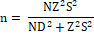 n = NZ²S² / ND² + Z²S²